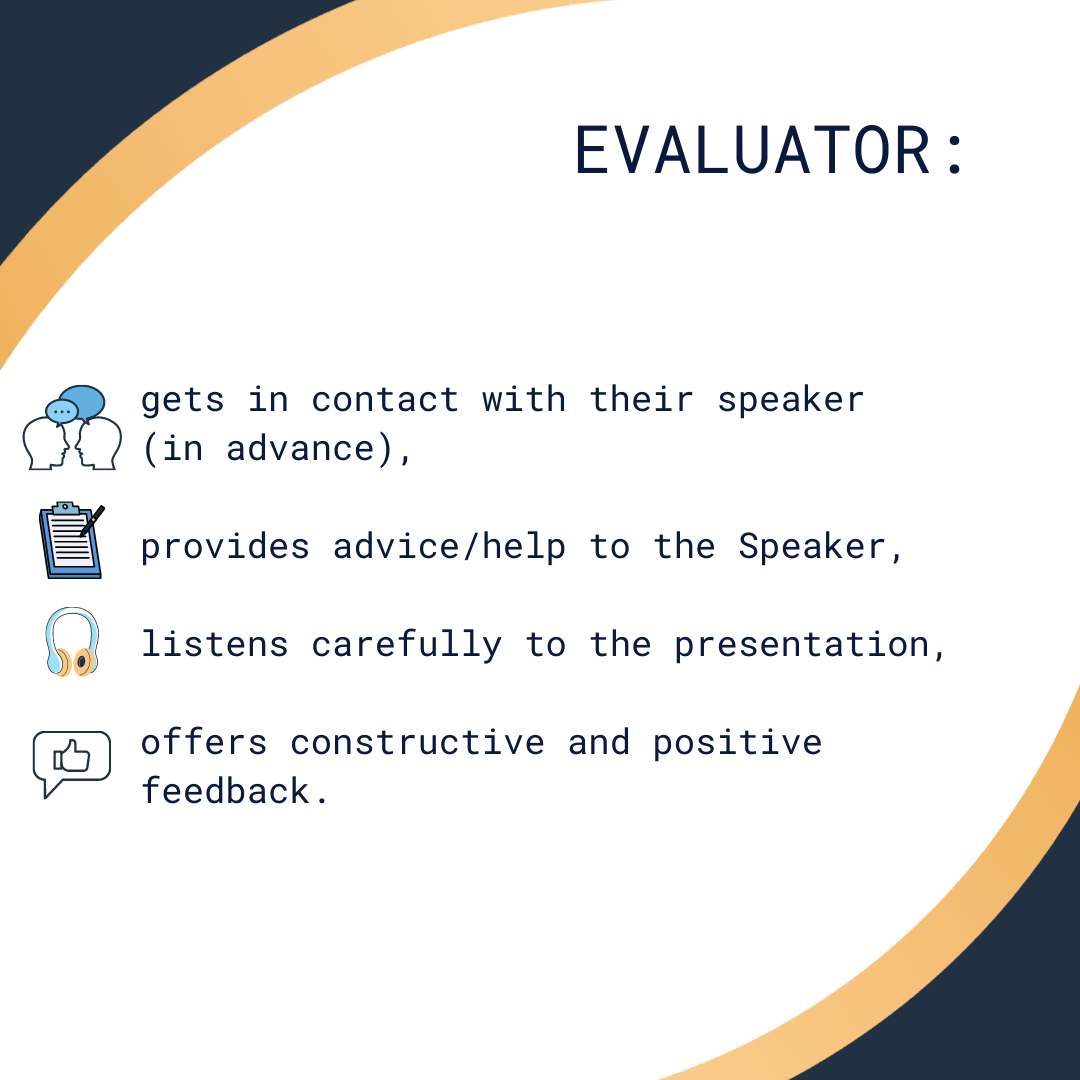 EVALUATOR:
gets in contact with their speaker
(in advance),
provides advice/help to the Speaker,
listens carefully to the presentation,
offers constructive and positive
feedback.